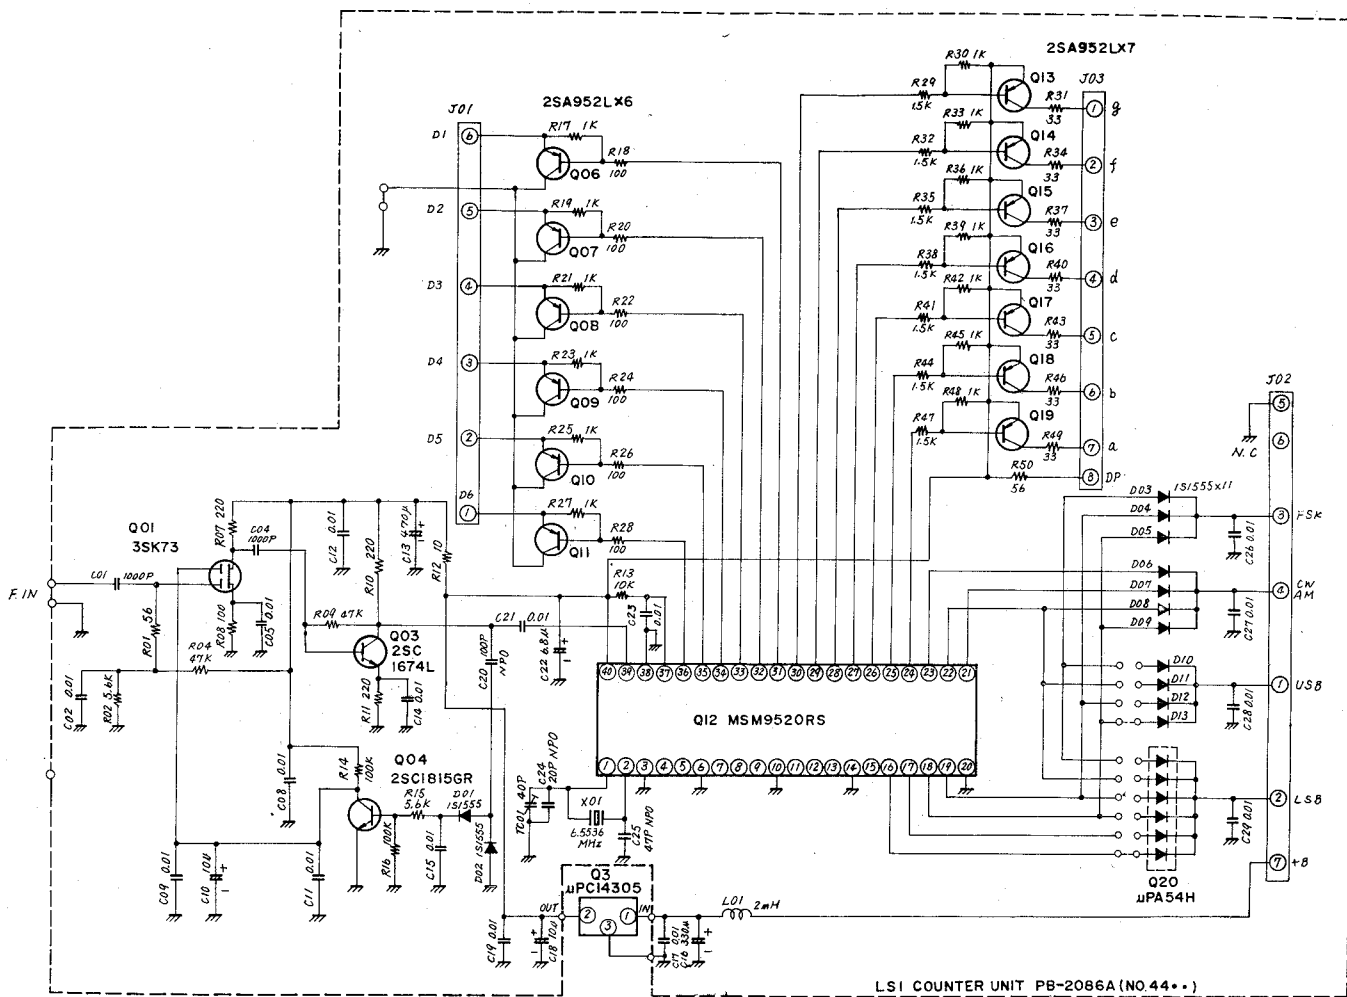 2SA952L×7
R30 1K
Q13
J03
R29
1.5K
R31
33
① g
J01
2SA952L×6
D1 ⑥
R17 1K
R18
100
Q06
R33 1K
Q14
R32
1.5K
R34
33
② f
R36 1K
Q15
R35
1.5K
R37
33
③ e
D2 ⑤
R19 1K
R20
100
Q07
R39 1K
Q16
R38
1.5K
R40
33
④ d
D3 ④
R21 1K
R22
100
Q08
R42 1K
Q17
R41
1.5K
R43
33
⑤ c
D4 ③
R23 1K
R24
100
Q09
R45 1K
Q18
R44
1.5K
R46
33
⑥ b
R48 1K
Q19
R47
1.5K
R49
33
⑦ a
R50
56
⑧ DP
D5 ②
R25 1K
R26
100
Q10
D6
①
R27 1K
R28
100
Q11
J02
⑤
⑥
N.C
D03
1S1555×11
D04
D05
③ FSK
C26 0.01
D06
D07
D08
D09
④ CW
AM
C27 0.01
D10
D11
D12
D13
① USB
C28 0.01
② LSB
C29 0.01
⑦ +B
Q20
µPA54H
Q01
3SK73
R07 220
C04
1000P
C12 0.01
R10 220
C13 470µ
+
R12 10
F.IN
C01 1000P
R01 56
R08 100
C05 0.01
R09 47K
Q03
2SC
1674L
R04
47K
C02 0.01
R02 5.6K
R11 220
C14 0.01
C21 0.01
C20 100P
NPO
C22 6.8µ
+
-
R13
10K
C23 0.1
40 39 38 37 36 35 34 33 32 31 30 29 28 27 26 25 24 23 22 21
Q12 MSM9520RS
1 2 3 4 5 6 7 8 9 10 11 12 13 14 15 16 17 18 19 20
C08 0.01
R14 100K
Q04
2SC1815GR
R15
5.6K
D01
1S1555
R16 100K
C15 0.01
D02 1S1555
TC01 40P
C24
20P NPO
X01
6.5536
MHz
C25
47P NPO
C09 0.01
C10 10µ
+
-
C11 0.01
Q3
µPC14305
OUT ② ① IN
③
C19 0.01
C18 10µ
+
-
C17 0.01
C16 330µ
+
-
L01 2mH
LSI COUNTER UNIT PB-2086A (NO.44••)